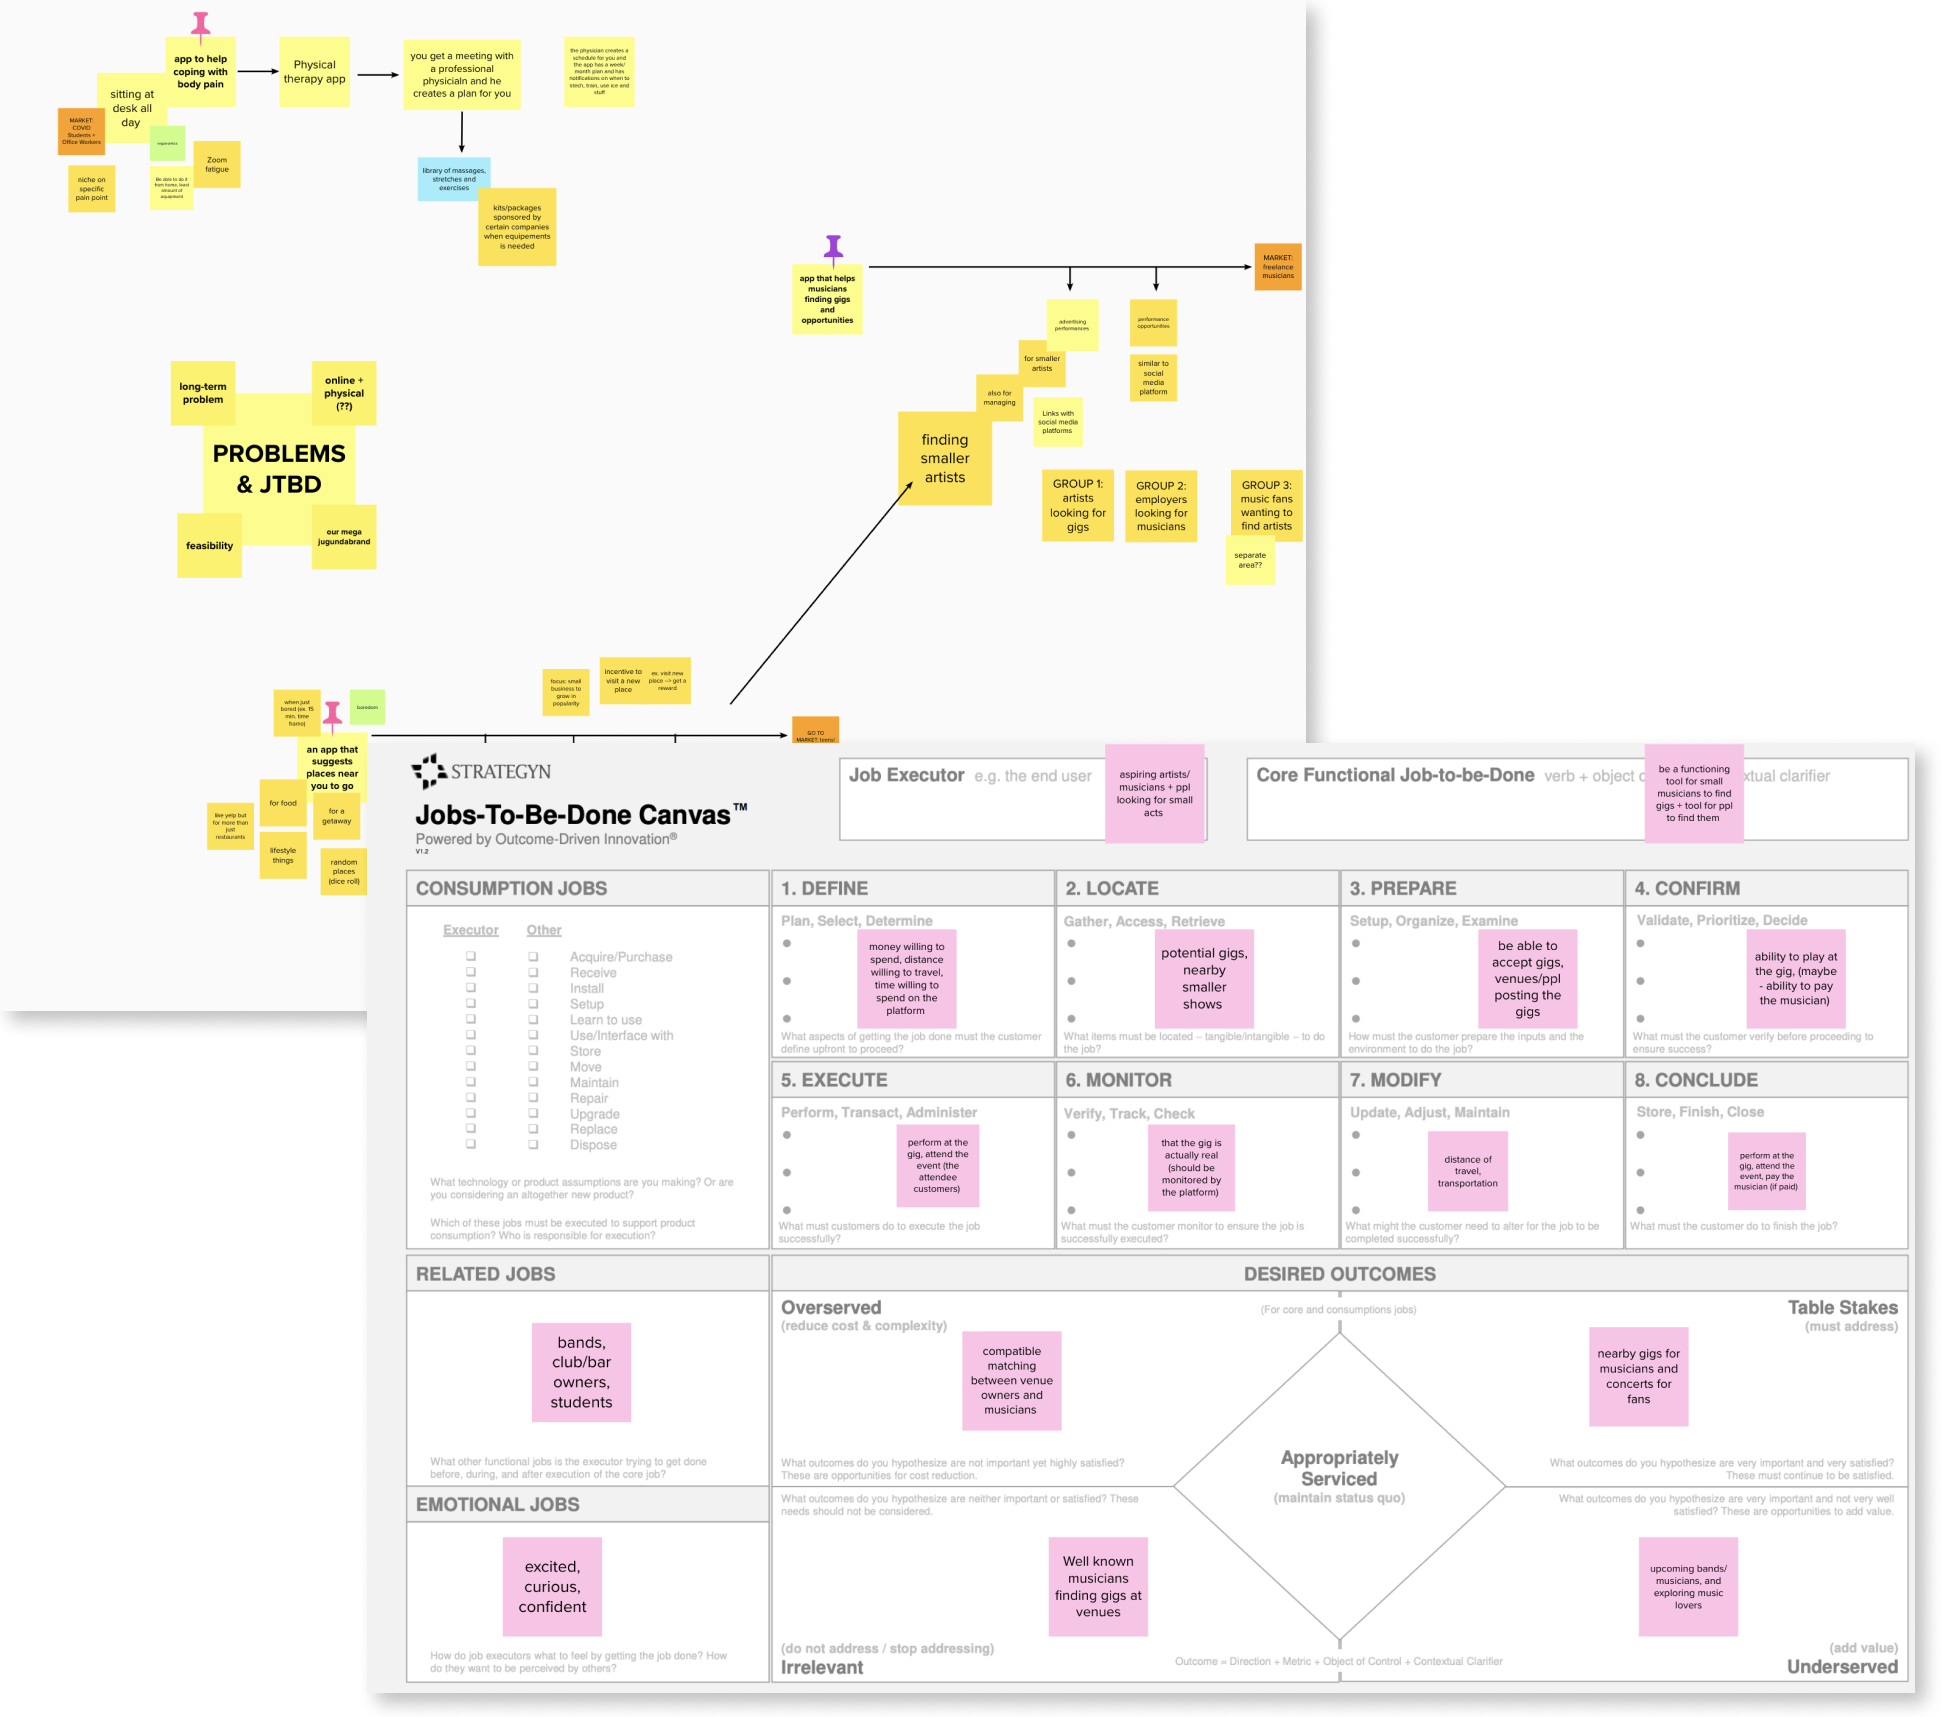 app to help
coping with
body pain
Physical
therapy app
you get a meeting with
a professional
physicialn and he
creates a plan for you
the physician creates a
schedule for you and
the app has a week/
month plan and has
notifications on when to
stech, train, use ice and
stuff
sitting at
desk all
day
MARKET:
COVID
Students +
Office Workers
ergonomics
Zoom
fatigue
niche on
specific
pain point
Be able to do it
from home, least
amount of
equipment
library of massages,
stretches and
exercises
kits/packages
sponsored by
certain companies
when equipements
is needed
app that helps
musicians
finding gigs
and
opportunities
MARKET:
freelance
musicians
advertising
performances
performance
opportunities
for smaller
artists
similar to
social
media
platform
also for
managing
Links with
social media
platforms
finding
smaller
artists
GROUP 1:
artists
looking for
gigs
GROUP 2:
employers
looking for
musicians
GROUP 3:
music fans
wanting to
find artists
separate
area??
long-term
problem
online +
physical
(??)
PROBLEMS
& JTBD
feasibility
our mega
jugundabrand
focus: small
business to
grow in
popularity
incentive to
visit a new
place
ex. visit new
place --> get a
reward
when just
bored (ex. 15
min. time
frame)
boredom
GO TO
MARKET: teens/
an app that
suggests
places near
you to go
for food
for a
getaway
like yelp but
for more than
just
restaurants
lifestyle
things
random
places
(dice roll)
STRATEGYN
Jobs-To-Be-Done Canvas™
Powered by Outcome-Driven Innovation®
V1.2
Job Executor e.g. the end user
aspiring artists/
musicians + ppl
looking for small
acts
Core Functional Job-to-be-Done verb + object
clarifier
be a functioning
tool for small
musicians to find
gigs + tool for ppl
to find them
CONSUMPTION JOBS
Executor Other
Acquire/Purchase
Receive
Install
Setup
Learn to use
Use/Interface with
Store
Move
Maintain
Repair
Upgrade
Replace
Dispose
What technology or product assumptions are you making? Or are
you considering an altogether new product?
Which of these jobs must be executed to support product
consumption? Who is responsible for execution?
1. DEFINE
Plan, Select, Determine
money willing to
spend, distance
willing to travel,
time willing to
spend on the
platform
What aspects of getting the job done must the customer
define upfront to proceed?
2. LOCATE
Gather, Access, Retrieve
potential gigs,
nearby
smaller
shows
What items must be located – tangible/intangible – to do
the job?
3. PREPARE
Setup, Organize, Examine
be able to
accept gigs,
venues/ppl
posting the
gigs
How must the customer prepare the inputs and the
environment to do the job?
4. CONFIRM
Validate, Prioritize, Decide
ability to play at
the gig, (maybe
- ability to pay
the musician)
What must the customer verify before proceeding to
ensure success?
5. EXECUTE
Perform, Transact, Administer
perform at the
gig, attend the
event (the
attendee
customers)
What must customers do to execute the job
successfully?
6. MONITOR
Verify, Track, Check
that the gig is
actually real
(should be
monitored by
the platform)
What must the customer monitor to ensure the job is
successfully executed?
7. MODIFY
Update, Adjust, Maintain
distance of
travel,
transportation
What might the customer need to alter for the job to be
completed successfully?
8. CONCLUDE
Store, Finish, Close
perform at the
gig, attend the
event, pay the
musician (if paid)
What must the customer do to finish the job?
RELATED JOBS
bands,
club/bar
owners,
students
What other functional jobs is the executor trying to get done
before, during, and after execution of the core job?
EMOTIONAL JOBS
excited,
curious,
confident
How do job executors what to feel by getting the job done? How
do they want to be perceived by others?
DESIRED OUTCOMES
(For core and consumptions jobs)
Overserved
(reduce cost & complexity)
compatible
matching
between venue
owners and
musicians
What outcomes do you hypothesize are not important yet highly satisfied?
These are opportunities for cost reduction.
Table Stakes
(must address)
nearby gigs for
musicians and
concerts for
fans
What outcomes do you hypothesize are very important and very satisfied?
These must continue to be satisfied.
Appropriately
Serviced
(maintain status quo)
What outcomes do you hypothesize are neither important or satisfied? These
needs should not be considered.
Well known
musicians
finding gigs at
venues
(do not address / stop addressing)
Irrelevant
What outcomes do you hypothesize are very important and not very well
satisfied? These are opportunities to add value.
upcoming bands/
musicians, and
exploring music
lovers
(add value)
Underserved
Outcome = Direction + Metric + Object of Control + Contextual Clarifier